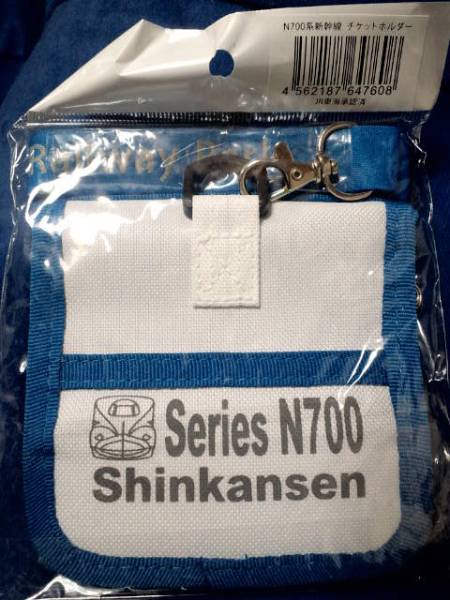 N700系新幹線 チケットホルダー
4 562187 647608
JR東海承認済
Railway
Series N700
Shinkansen